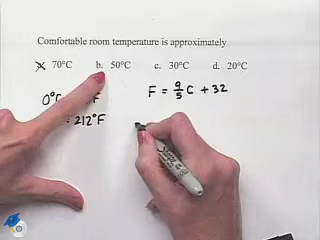 Comfortable room temperature is approximately
a. 70°C b. 50°C c. 30°C d. 20°C
0°C F F = 9/5 C + 32
= 212°F